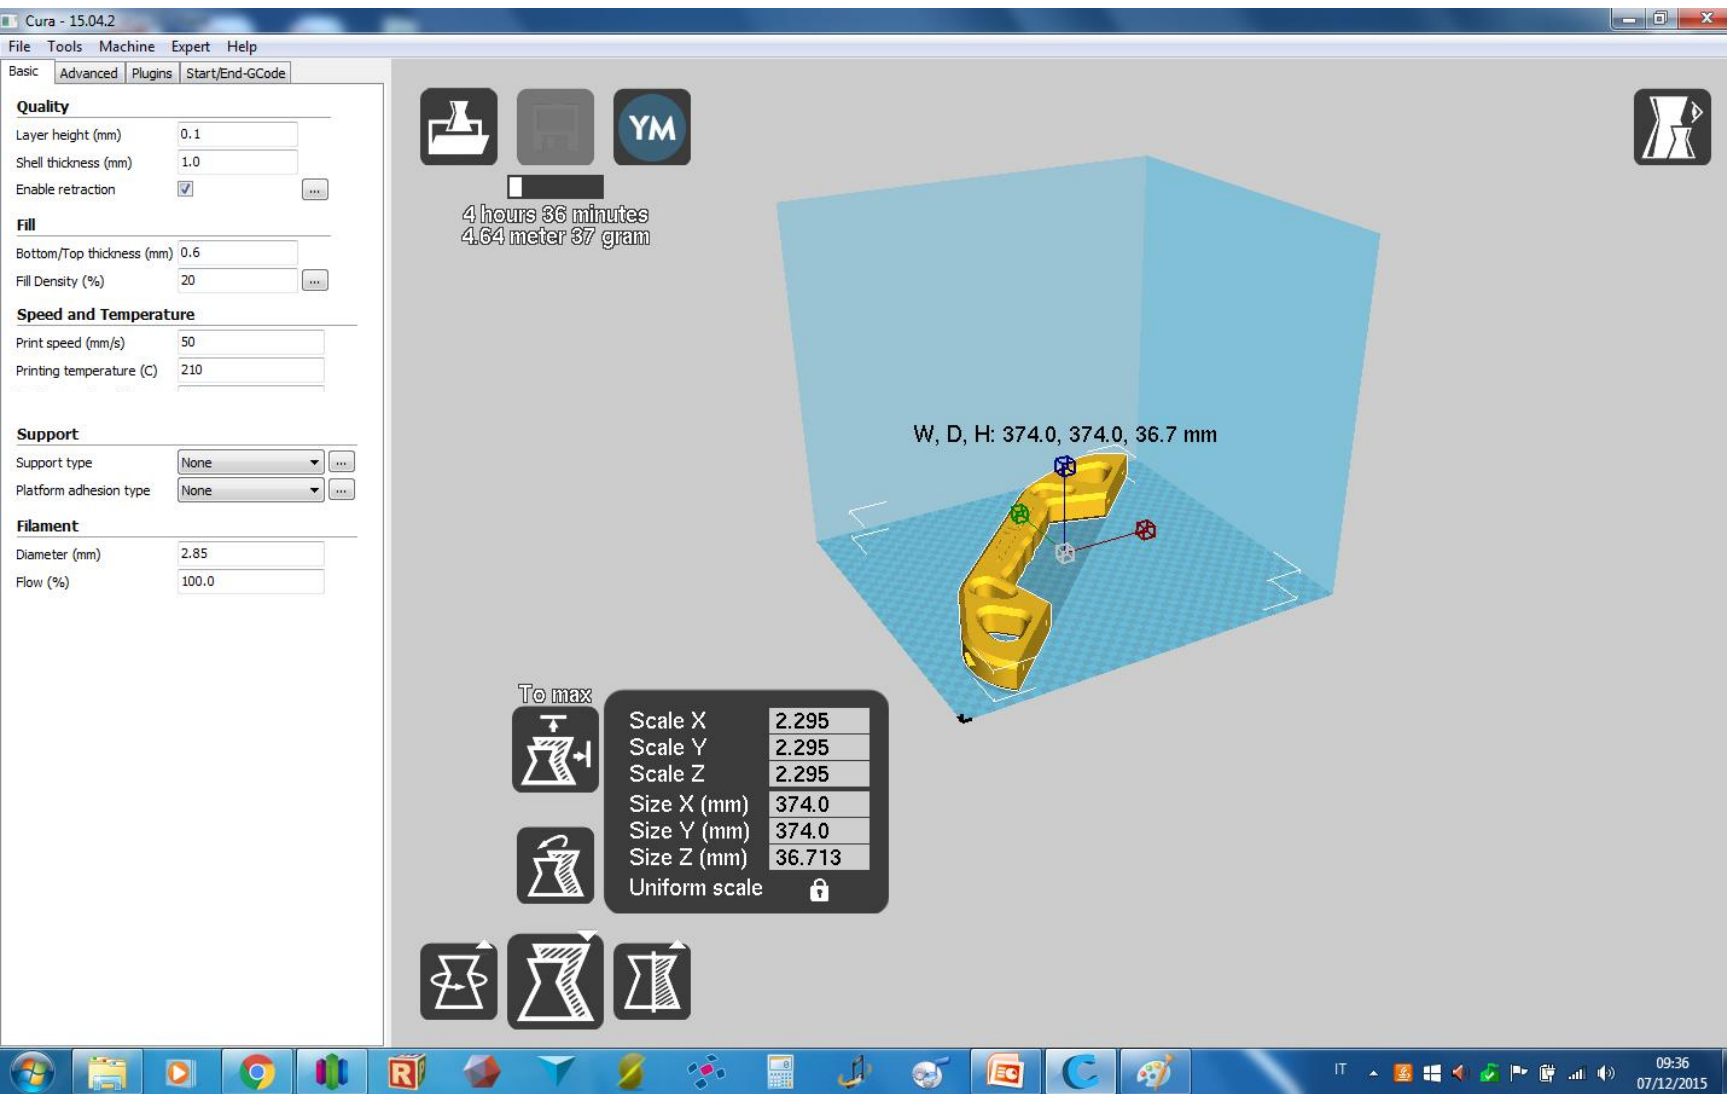 Cura - 15.04.2
File Tools Machine Expert Help
Basic Advanced Plugins Start/End-GCode
Quality
Layer height (mm) 0.1
Shell thickness (mm) 1.0
Enable retraction ...
Fill
Bottom/Top thickness (mm) 0.6
Fill Density (%) 20 ...
Speed and Temperature
Print speed (mm/s) 50
Printing temperature (C) 210
Support
Support type None ...
Platform adhesion type None ...
Filament
Diameter (mm) 2.85
Flow (%) 100.0
YM
4 hours 36 minutes
4.64 meter 37 gram
W, D, H: 374.0, 374.0, 36.7 mm
To max
Scale X 2.295
Scale Y 2.295
Scale Z 2.295
Size X (mm) 374.0
Size Y (mm) 374.0
Size Z (mm) 36.713
Uniform scale
IT
09:36
07/12/2015